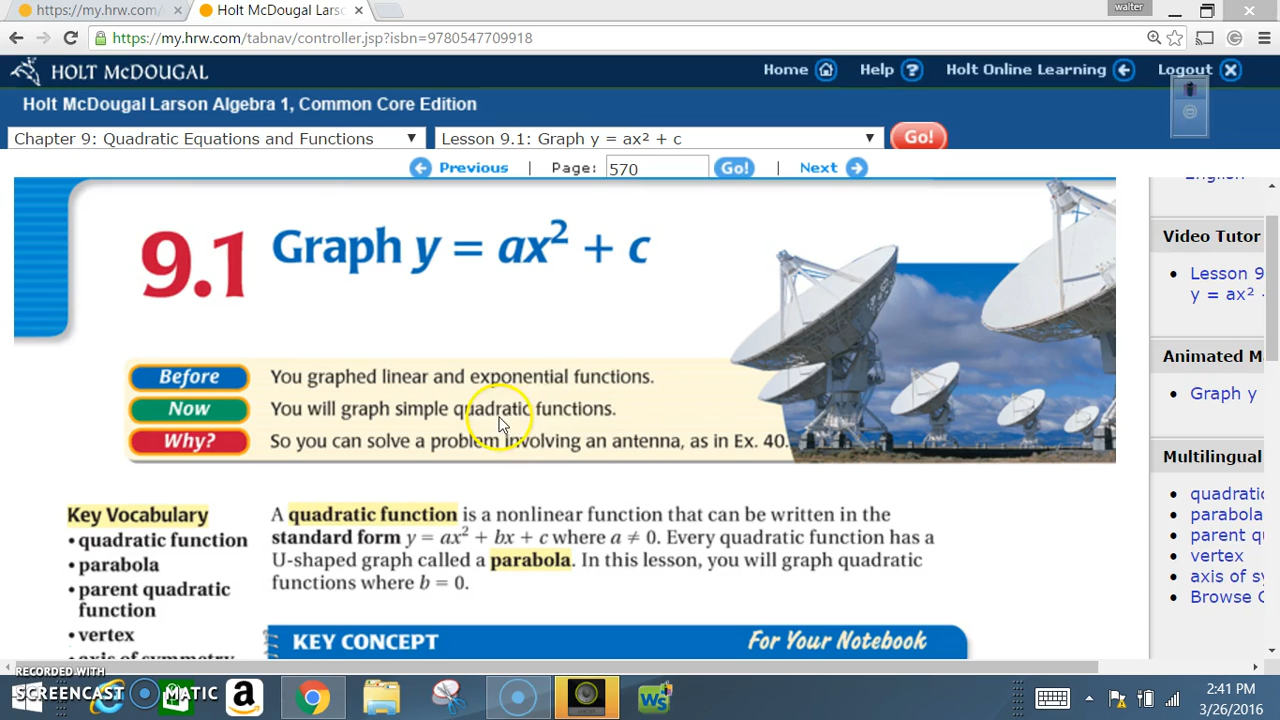 https://my.hrw.com/
Holt McDougal Lars
walter
https://my.hrw.com/tabnav/controller.jsp?isbn=9780547709918
HOLT McDOUGAL
Home
Help
Holt Online Learning
Logout
Holt McDougal Larson Algebra 1, Common Core Edition
Chapter 9: Quadratic Equations and Functions
Lesson 9.1: Graph y = ax² + c
Go!
Previous | Page: 570 Go! | Next
9.1 Graph y = ax² + c
Before You graphed linear and exponential functions.
Now You will graph simple quadratic functions.
Why? So you can solve a problem involving an antenna, as in Ex. 40.
Key Vocabulary
• quadratic function
• parabola
• parent quadratic
function
• vertex
• axis of symmetry
A quadratic function is a nonlinear function that can be written in the
standard form y = ax² + bx + c where a ≠ 0. Every quadratic function has a
U-shaped graph called a parabola. In this lesson, you will graph quadratic
functions where b = 0.
KEY CONCEPT
For Your Notebook
English
Video Tutor
Lesson 9
y = ax²
Animated M
Graph y
Multilingual
quadratic
parabola
parent qu
vertex
axis of sy
Browse
RECORDED WITH
SCREENCAST MATIC
2:41 PM
3/26/2016